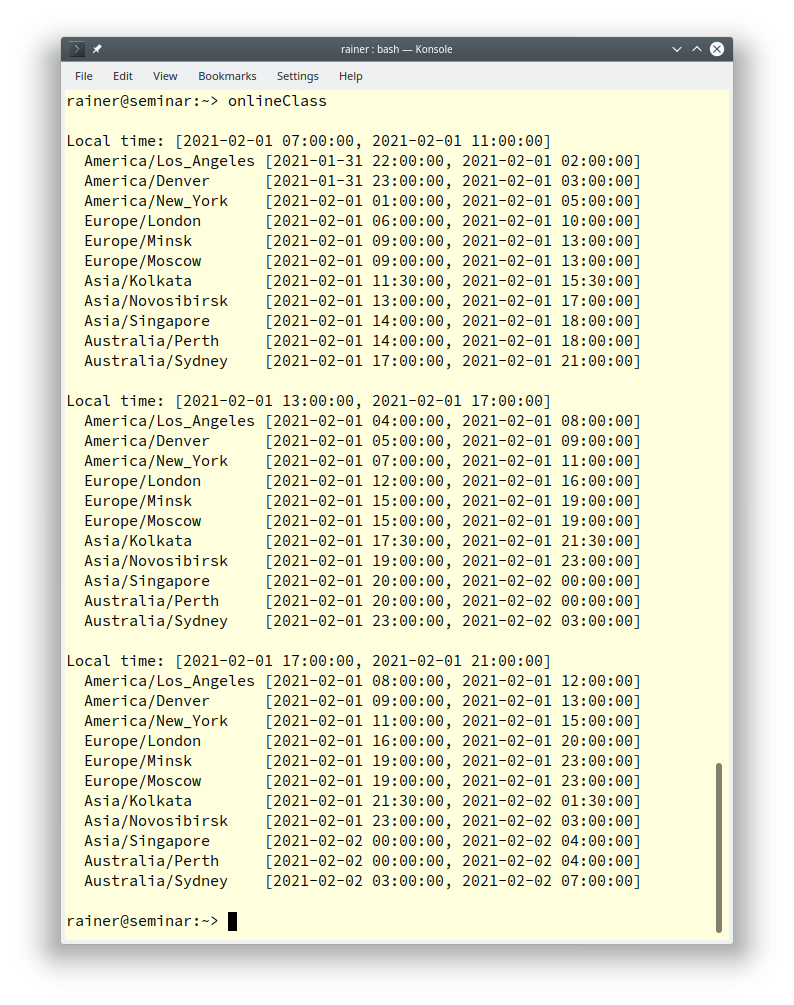 rainer : bash — Konsole
File Edit View Bookmarks Settings Help
rainer@seminar:~> onlineClass
Local time: [2021-02-01 07:00:00, 2021-02-01 11:00:00]
America/Los_Angeles [2021-01-31 22:00:00, 2021-02-01 02:00:00]
America/Denver [2021-01-31 23:00:00, 2021-02-01 03:00:00]
America/New_York [2021-02-01 01:00:00, 2021-02-01 05:00:00]
Europe/London [2021-02-01 06:00:00, 2021-02-01 10:00:00]
Europe/Minsk [2021-02-01 09:00:00, 2021-02-01 13:00:00]
Europe/Moscow [2021-02-01 09:00:00, 2021-02-01 13:00:00]
Asia/Kolkata [2021-02-01 11:30:00, 2021-02-01 15:30:00]
Asia/Novosibirsk [2021-02-01 13:00:00, 2021-02-01 17:00:00]
Asia/Singapore [2021-02-01 14:00:00, 2021-02-01 18:00:00]
Australia/Perth [2021-02-01 14:00:00, 2021-02-01 18:00:00]
Australia/Sydney [2021-02-01 17:00:00, 2021-02-01 21:00:00]
Local time: [2021-02-01 13:00:00, 2021-02-01 17:00:00]
America/Los_Angeles [2021-02-01 04:00:00, 2021-02-01 08:00:00]
America/Denver [2021-02-01 05:00:00, 2021-02-01 09:00:00]
America/New_York [2021-02-01 07:00:00, 2021-02-01 11:00:00]
Europe/London [2021-02-01 12:00:00, 2021-02-01 16:00:00]
Europe/Minsk [2021-02-01 15:00:00, 2021-02-01 19:00:00]
Europe/Moscow [2021-02-01 15:00:00, 2021-02-01 19:00:00]
Asia/Kolkata [2021-02-01 17:30:00, 2021-02-01 21:30:00]
Asia/Novosibirsk [2021-02-01 19:00:00, 2021-02-01 23:00:00]
Asia/Singapore [2021-02-01 20:00:00, 2021-02-02 00:00:00]
Australia/Perth [2021-02-01 20:00:00, 2021-02-02 00:00:00]
Australia/Sydney [2021-02-01 23:00:00, 2021-02-02 03:00:00]
Local time: [2021-02-01 17:00:00, 2021-02-01 21:00:00]
America/Los_Angeles [2021-02-01 08:00:00, 2021-02-01 12:00:00]
America/Denver [2021-02-01 09:00:00, 2021-02-01 13:00:00]
America/New_York [2021-02-01 11:00:00, 2021-02-01 15:00:00]
Europe/London [2021-02-01 16:00:00, 2021-02-01 20:00:00]
Europe/Minsk [2021-02-01 19:00:00, 2021-02-01 23:00:00]
Europe/Moscow [2021-02-01 19:00:00, 2021-02-01 23:00:00]
Asia/Kolkata [2021-02-01 21:30:00, 2021-02-02 01:30:00]
Asia/Novosibirsk [2021-02-01 23:00:00, 2021-02-02 03:00:00]
Asia/Singapore [2021-02-02 00:00:00, 2021-02-02 04:00:00]
Australia/Perth [2021-02-02 00:00:00, 2021-02-02 04:00:00]
Australia/Sydney [2021-02-02 03:00:00, 2021-02-02 07:00:00]
rainer@seminar:~>